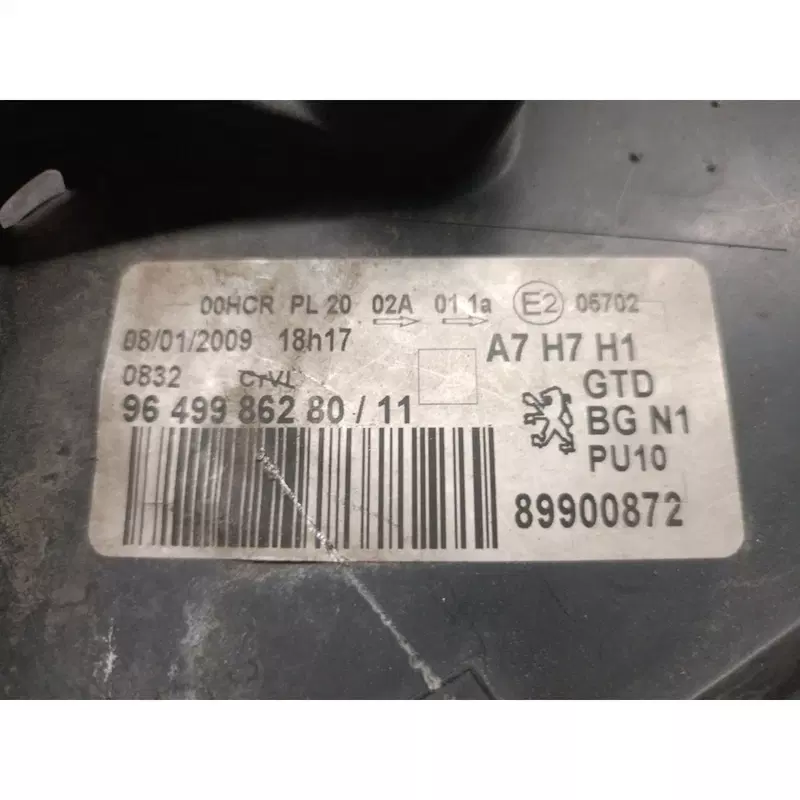 00HCR PL 20 02A 01 1a E2 05702
08/01/2009 18h17 A7 H7 H1
0832 CTVL GTD
96 499 862 80 / 11 BG N1
PU10
89900872